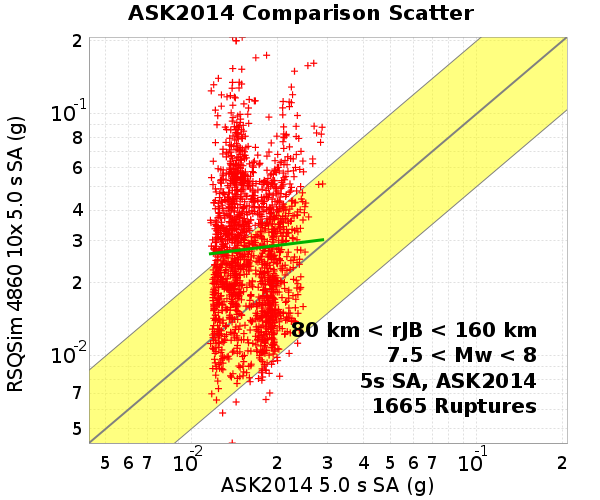 ASK2014 Comparison Scatter
RSQSim 4860 10x 5.0 s SA (g)
2
10⁻¹
8
6
4
3
2
10⁻²
7
5
80 km < rJB < 160 km
7.5 < Mw < 8
5s SA, ASK2014
1665 Ruptures
5 6 7 10⁻² 2 3 4 5 6 7 10⁻¹ 2
ASK2014 5.0 s SA (g)